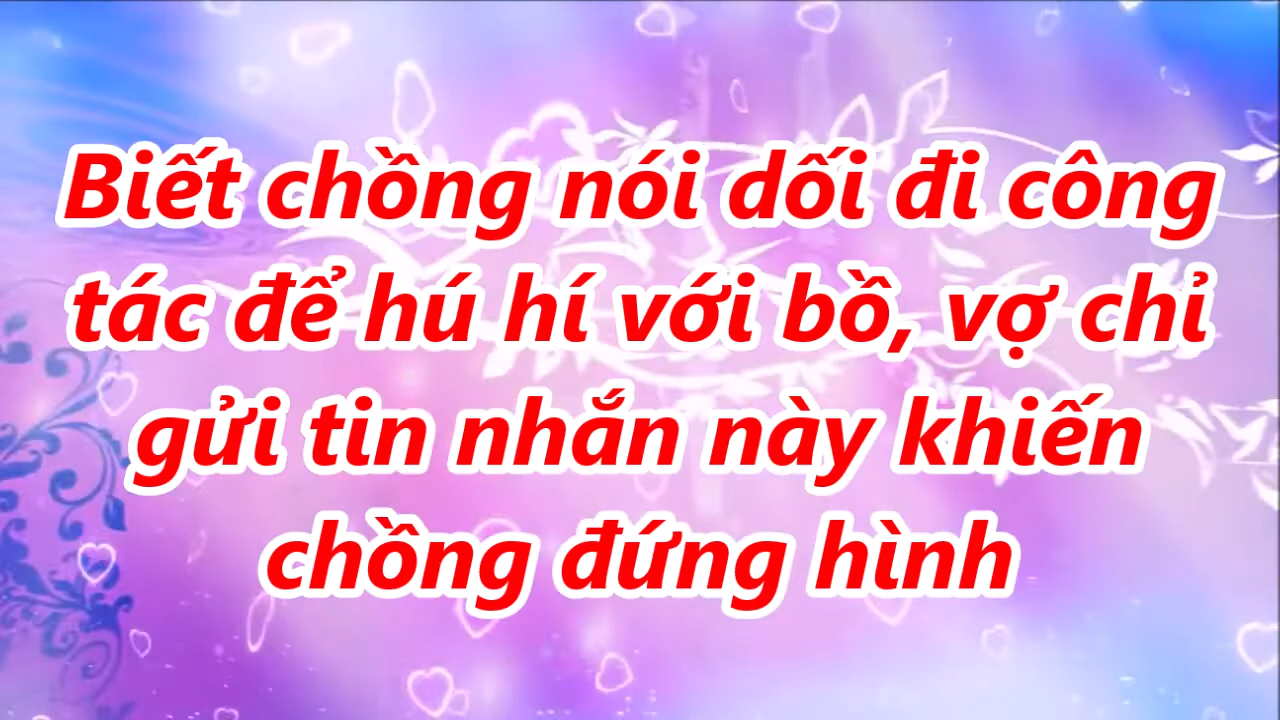 Biết chồng nói dối đi công
tác để hú hí với bồ, vợ chỉ
gửi tin nhắn này khiến
chồng đứng hình